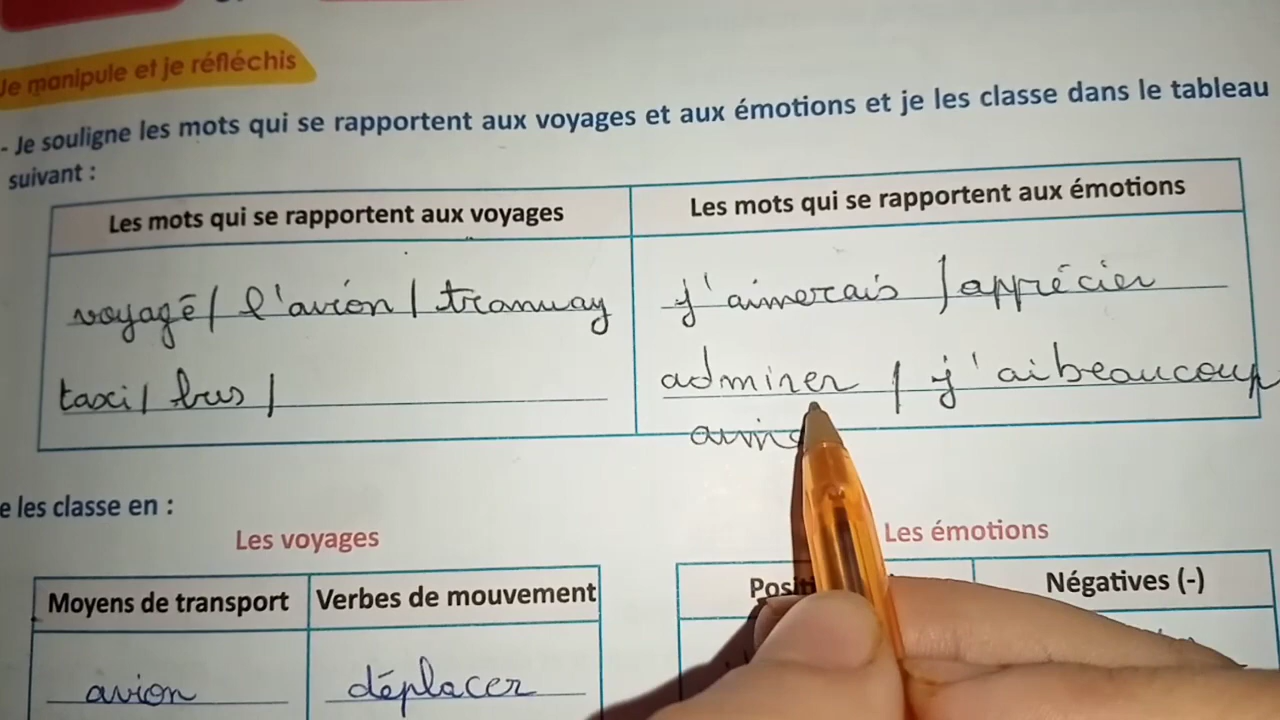 Je manipule et je réfléchis
- Je souligne les mots qui se rapportent aux voyages et aux émotions et je les classe dans le tableau
suivant :
Les mots qui se rapportent aux voyages
Les mots qui se rapportent aux émotions
voyagé / l'avion / tramway
taxi / bus /
j'aimerais / apprécier
admirer / j'ai beaucoup
e les classe en :
Les voyages
Les émotions
Moyens de transport
Verbes de mouvement
Positi
Négatives (-)
avion
déplacer